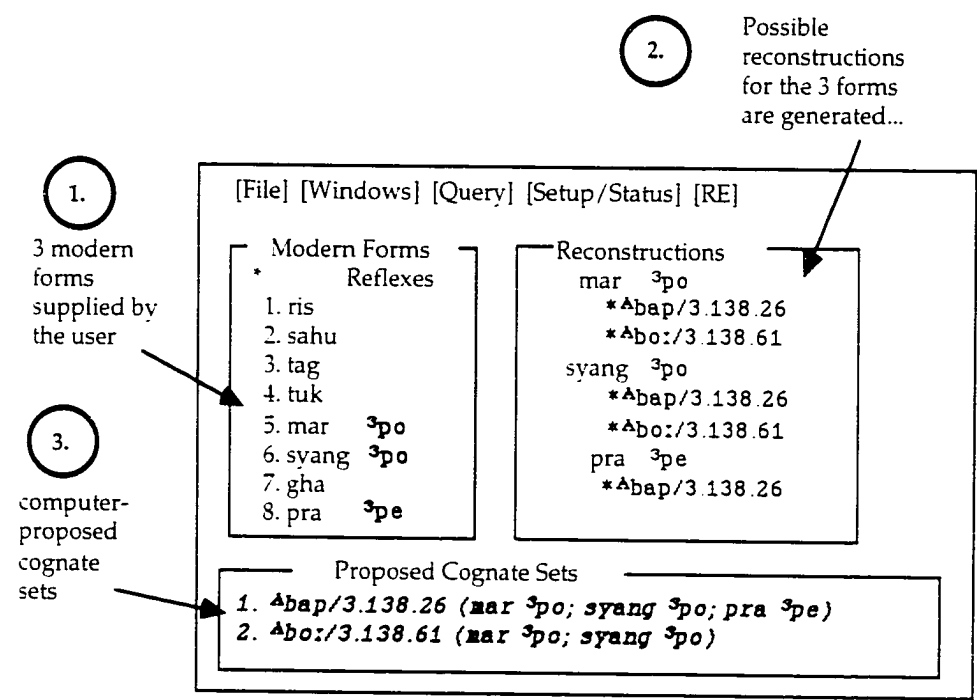 2.
Possible
reconstructions
for the 3 forms
are generated...
1.
3 modern
forms
supplied by
the user
3.
computer-
proposed
cognate
sets
[File] [Windows] [Query] [Setup/Status] [RE]
Modern Forms
* Reflexes
1. ris
2. sahu
3. tag
4. tuk
5. mar ³po
6. syang ³po
7. gha
8. pra ³pe
Reconstructions
mar ³po
*ᴬbap/3.138.26
*ᴬbo:/3.138.61
syang ³po
*ᴬbap/3.138.26
*ᴬbo:/3.138.61
pra ³pe
*ᴬbap/3.138.26
Proposed Cognate Sets
1. ᴬbap/3.138.26 (mar ³po; syang ³po; pra ³pe)
2. ᴬbo:/3.138.61 (mar ³po; syang ³po)